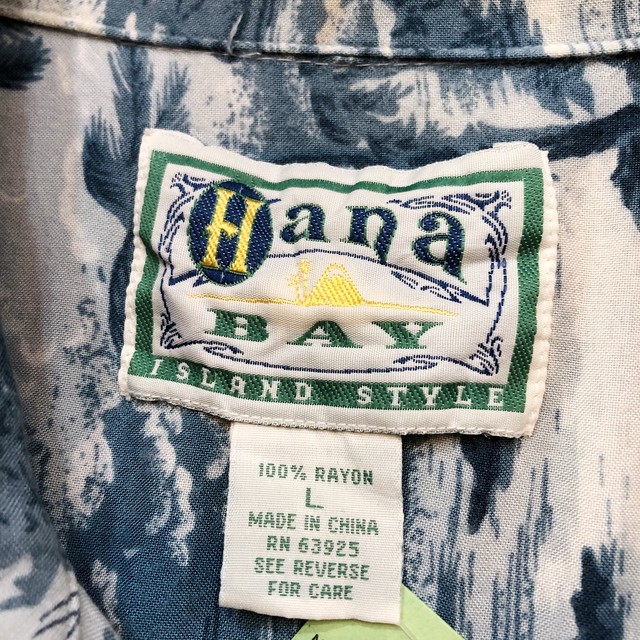 Hana
BAY
ISLAND STYLE
100% RAYON
L
MADE IN CHINA
RN 63925
SEE REVERSE
FOR CARE